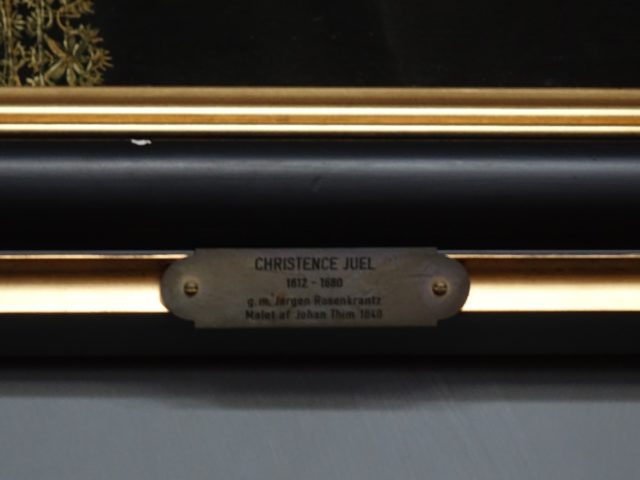 CHRISTENCE JUEL
1612 - 1680
g.m. Jørgen Rosenkrantz
Malet af Johan Thim 1640